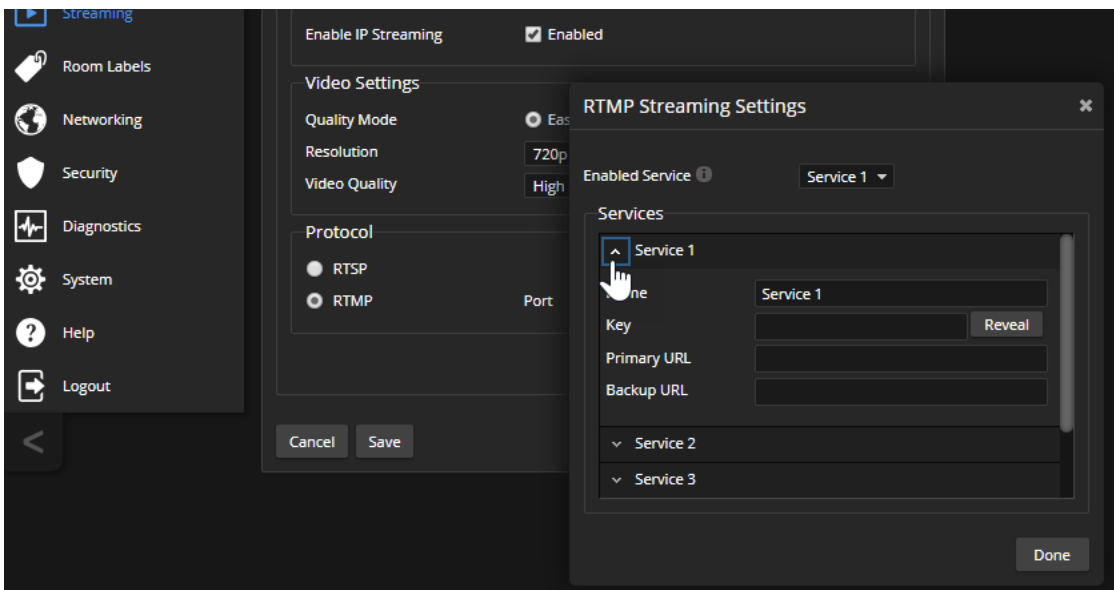 Streaming
Room Labels
Networking
Security
Diagnostics
System
Help
Logout
Enable IP Streaming
Enabled
Video Settings
Quality Mode
Resolution
720p
Video Quality
High
Protocol
RTSP
RTMP
Port
Cancel
Save
RTMP Streaming Settings
Enabled Service
Service 1
Services
Service 1
Service 1
Key
Reveal
Primary URL
Backup URL
Service 2
Service 3
Done